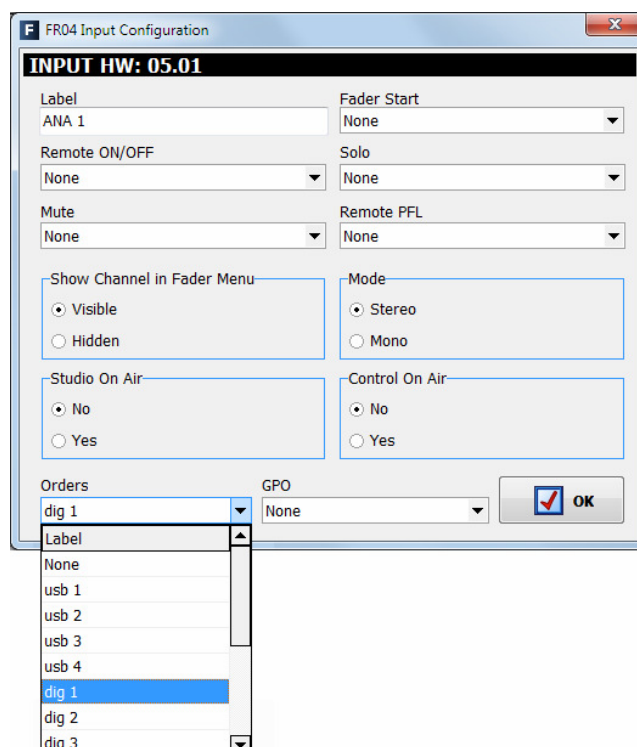 F FR04 Input Configuration
INPUT HW: 05.01
Label
Fader Start
ANA 1
None
Remote ON/OFF
Solo
None
None
Mute
Remote PFL
None
None
Show Channel in Fader Menu
Mode
Visible
Stereo
Hidden
Mono
Studio On Air
Control On Air
No
No
Yes
Yes
Orders
GPO
dig 1
None
OK
Label
None
usb 1
usb 2
usb 3
usb 4
dig 1
dig 2
dig 3